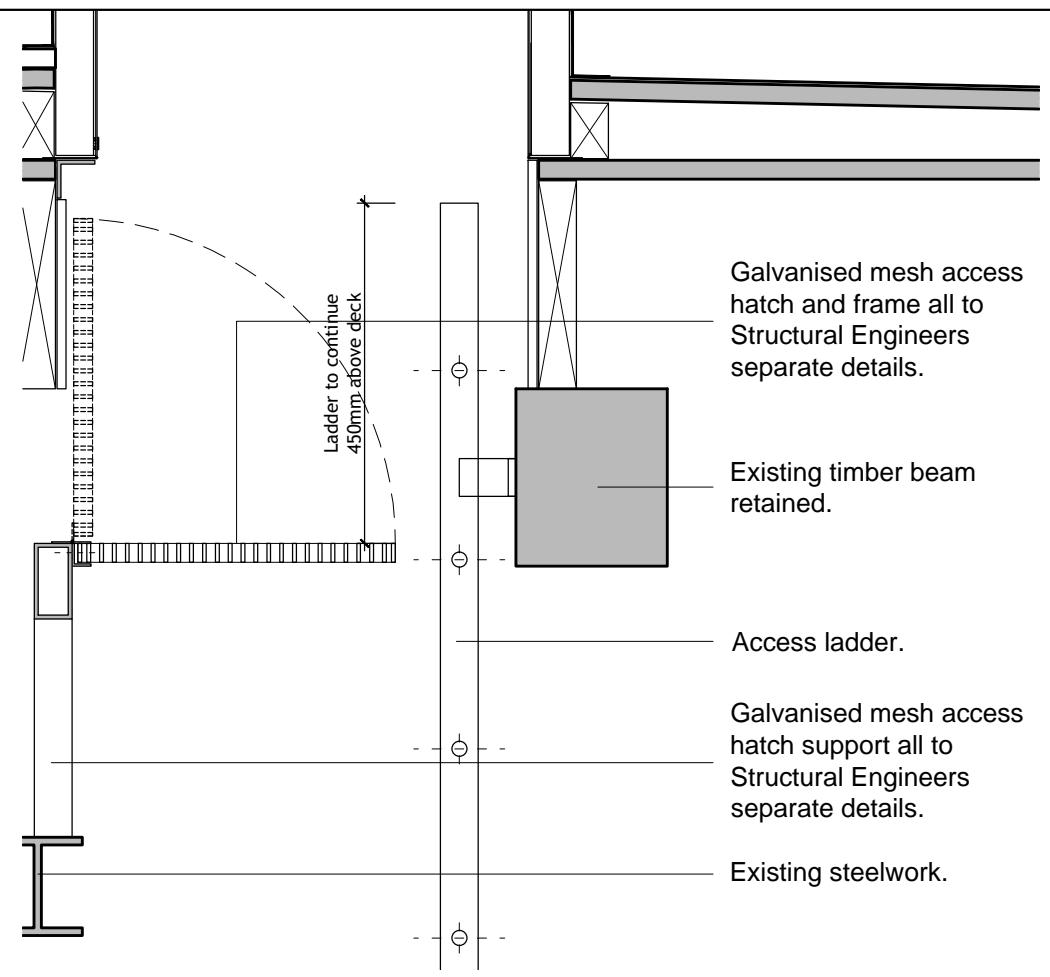 Galvanised mesh access
hatch and frame all to
Structural Engineers
separate details.
Ladder to continue
450mm above deck
Existing timber beam
retained.
Access ladder.
Galvanised mesh access
hatch support all to
Structural Engineers
separate details.
Existing steelwork.